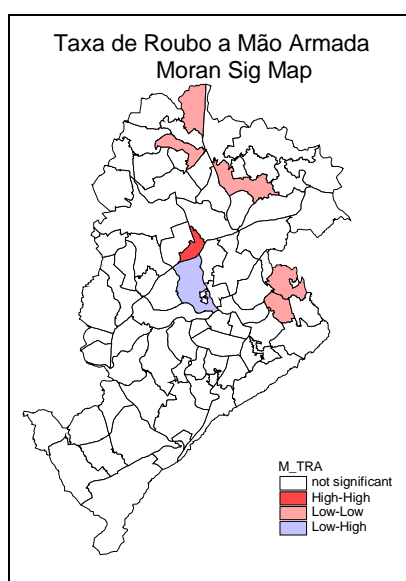 Taxa de Roubo a Mão Armada
Moran Sig Map
M_TRA
not significant
High-High
Low-Low
Low-High